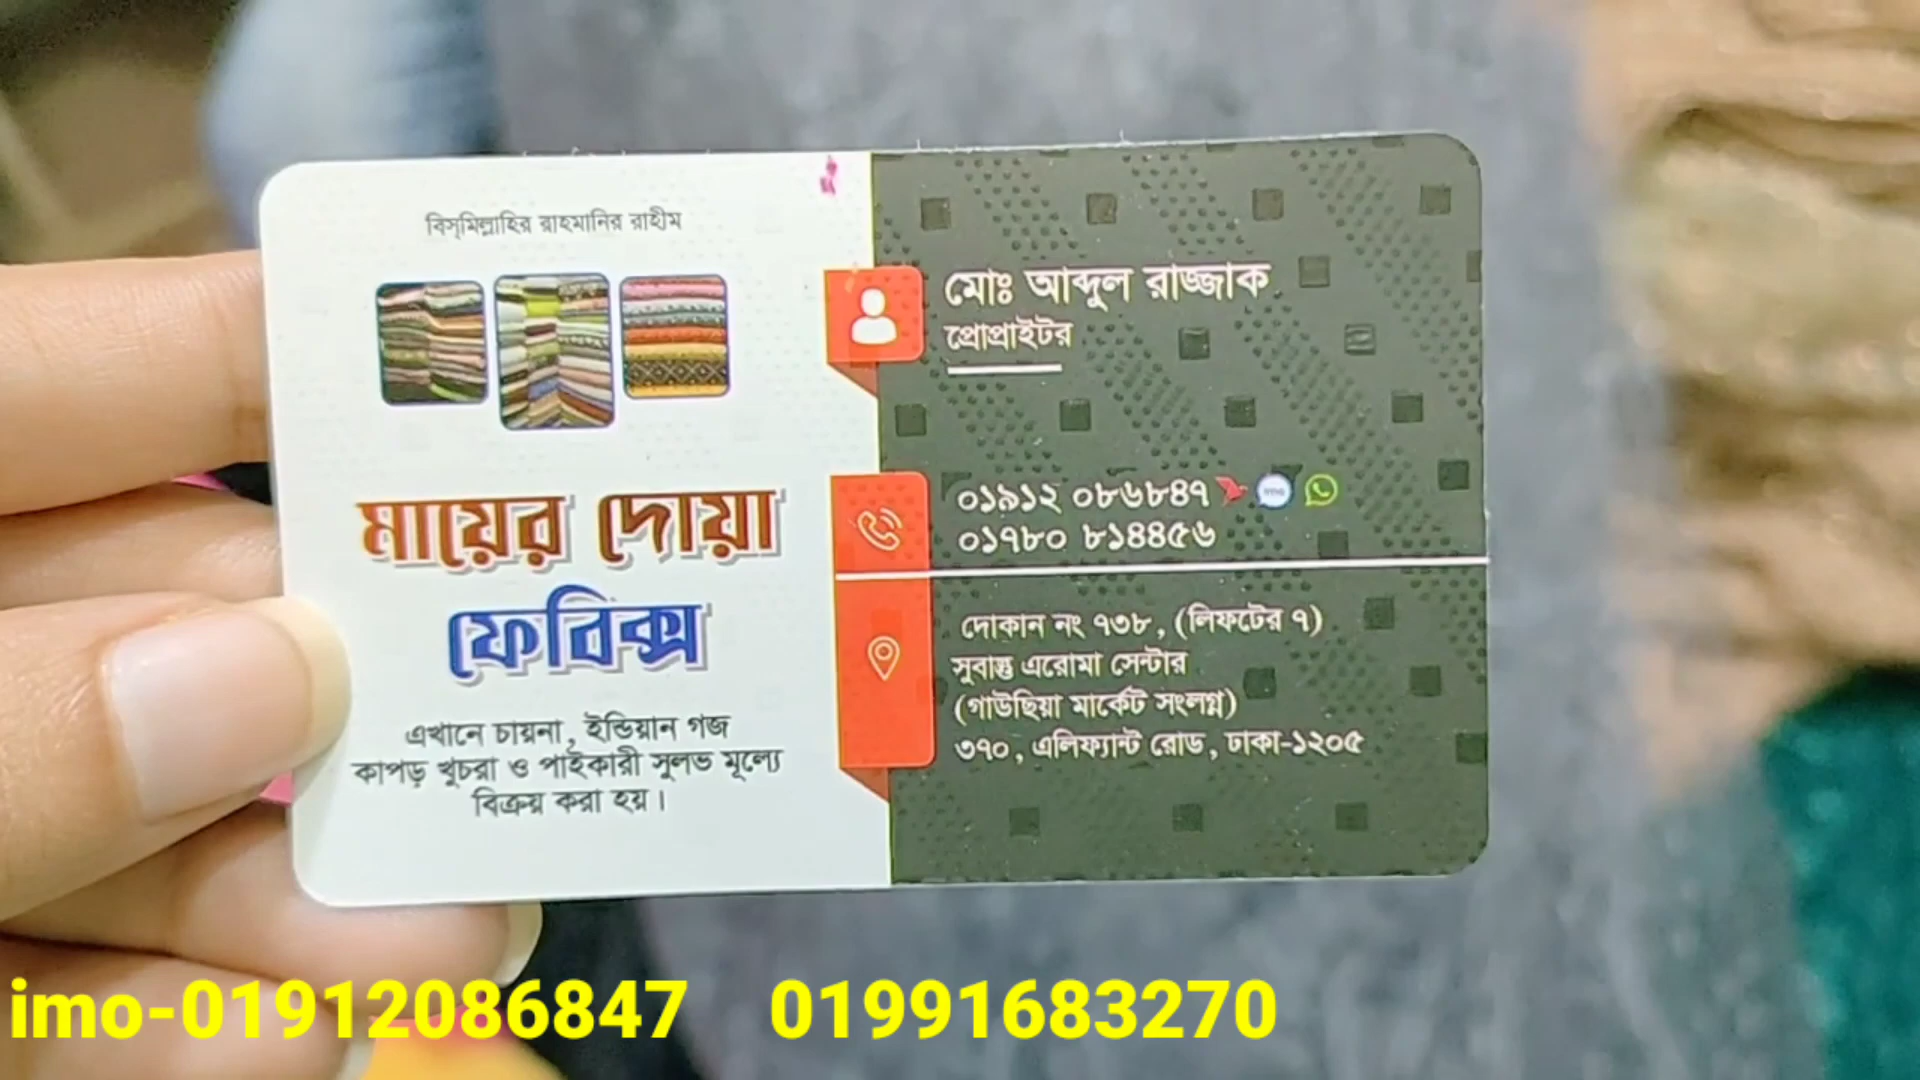 বিস্‌মিল্লাহির রাহমানির রাহীম
মায়ের দোয়া
ফেবিক্স
এখানে চায়না, ইন্ডিয়ান গজ
কাপড় খুচরা ও পাইকারী সুলভ মূল্যে
বিক্রয় করা হয়।
মোঃ আব্দুল রাজ্জাক
প্রোপ্রাইটর
০১৯১২ ০৮৬৮৪৭ imo
০১৭৮০ ৮১৪৪৫৬
দোকান নং ৭৩৮, (লিফটের ৭)
সুবাস্তু এরোমা সেন্টার
(গাউছিয়া মার্কেট সংলগ্ন)
৩৭০, এলিফ্যান্ট রোড, ঢাকা-১২০৫
imo-01912086847 01991683270